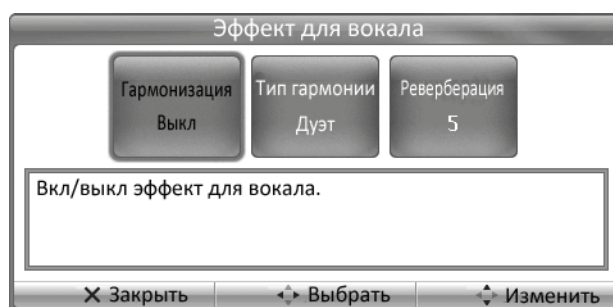 Эффект для вокала
Гармонизация
Выкл
Тип гармонии
Дуэт
Реверберация
5
Вкл/выкл эффект для вокала.
Закрыть
Выбрать
Изменить